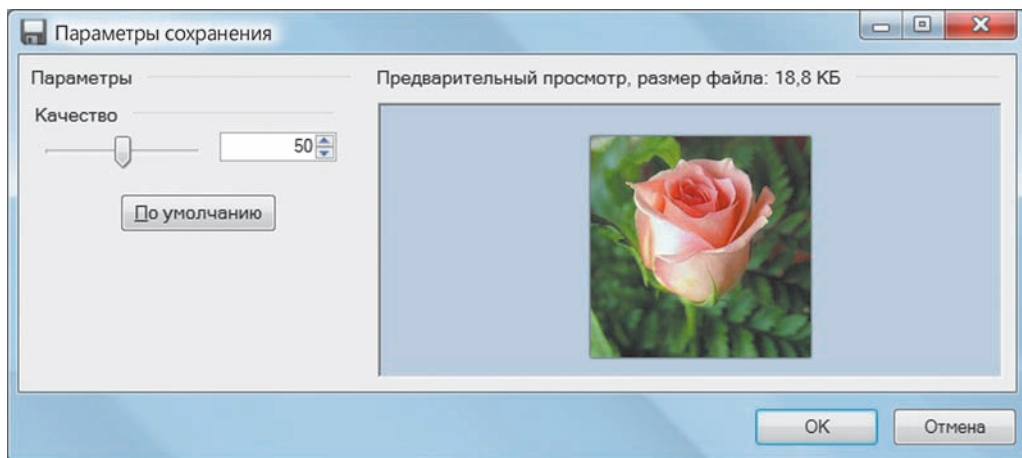 Параметры сохранения
Параметры
Предварительный просмотр, размер файла: 18,8 КБ
Качество
50
По умолчанию
OK
Отмена